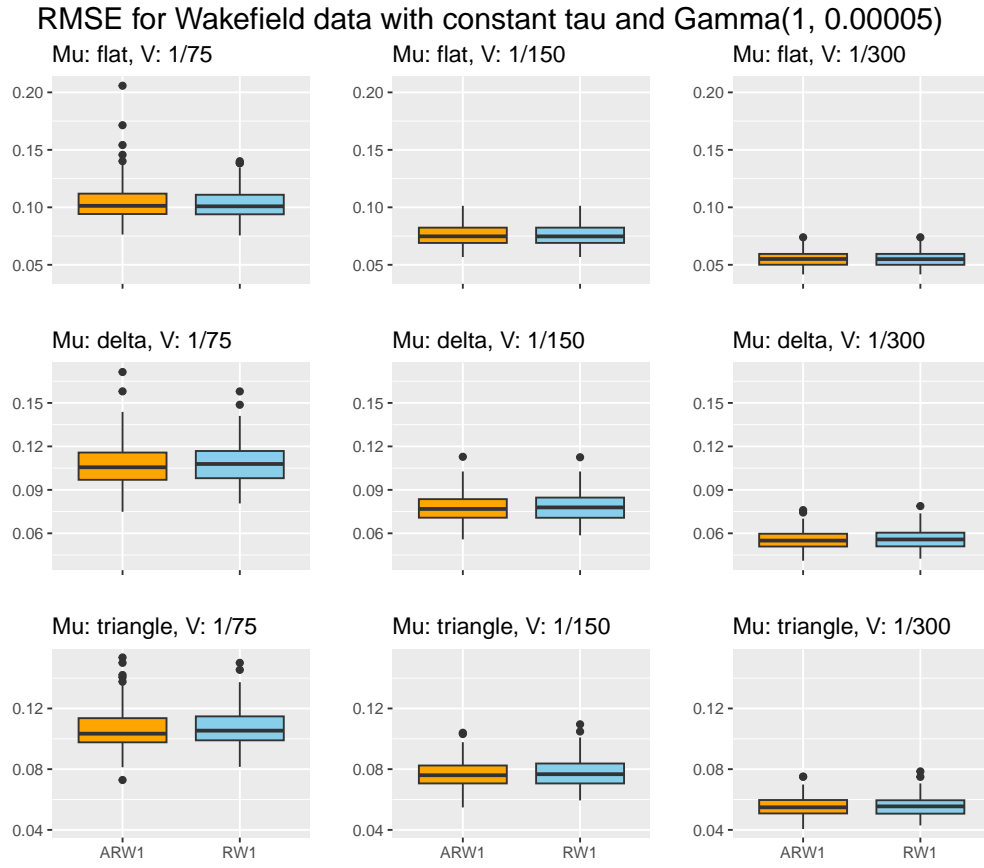 RMSE for Wakefield data with constant tau and Gamma(1, 0.00005)
Mu: flat, V: 1/75
Mu: flat, V: 1/150
Mu: flat, V: 1/300
0.20
0.15
0.10
0.05
0.20
0.15
0.10
0.05
0.20
0.15
0.10
0.05
Mu: delta, V: 1/75
Mu: delta, V: 1/150
Mu: delta, V: 1/300
0.15
0.12
0.09
0.06
0.15
0.12
0.09
0.06
0.15
0.12
0.09
0.06
Mu: triangle, V: 1/75
Mu: triangle, V: 1/150
Mu: triangle, V: 1/300
0.12
0.08
0.04
0.12
0.08
0.04
0.12
0.08
0.04
ARW1 RW1
ARW1 RW1
ARW1 RW1